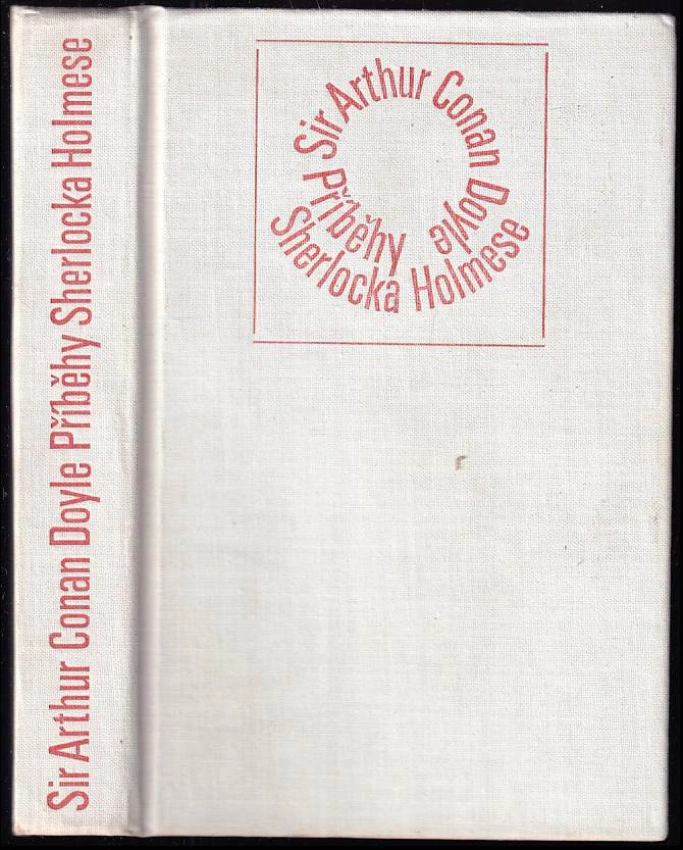 Sir Arthur Conan Doyle Příběhy Sherlocka Holmese
Sir Arthur Conan Doyle
Příběhy
Sherlocka Holmese